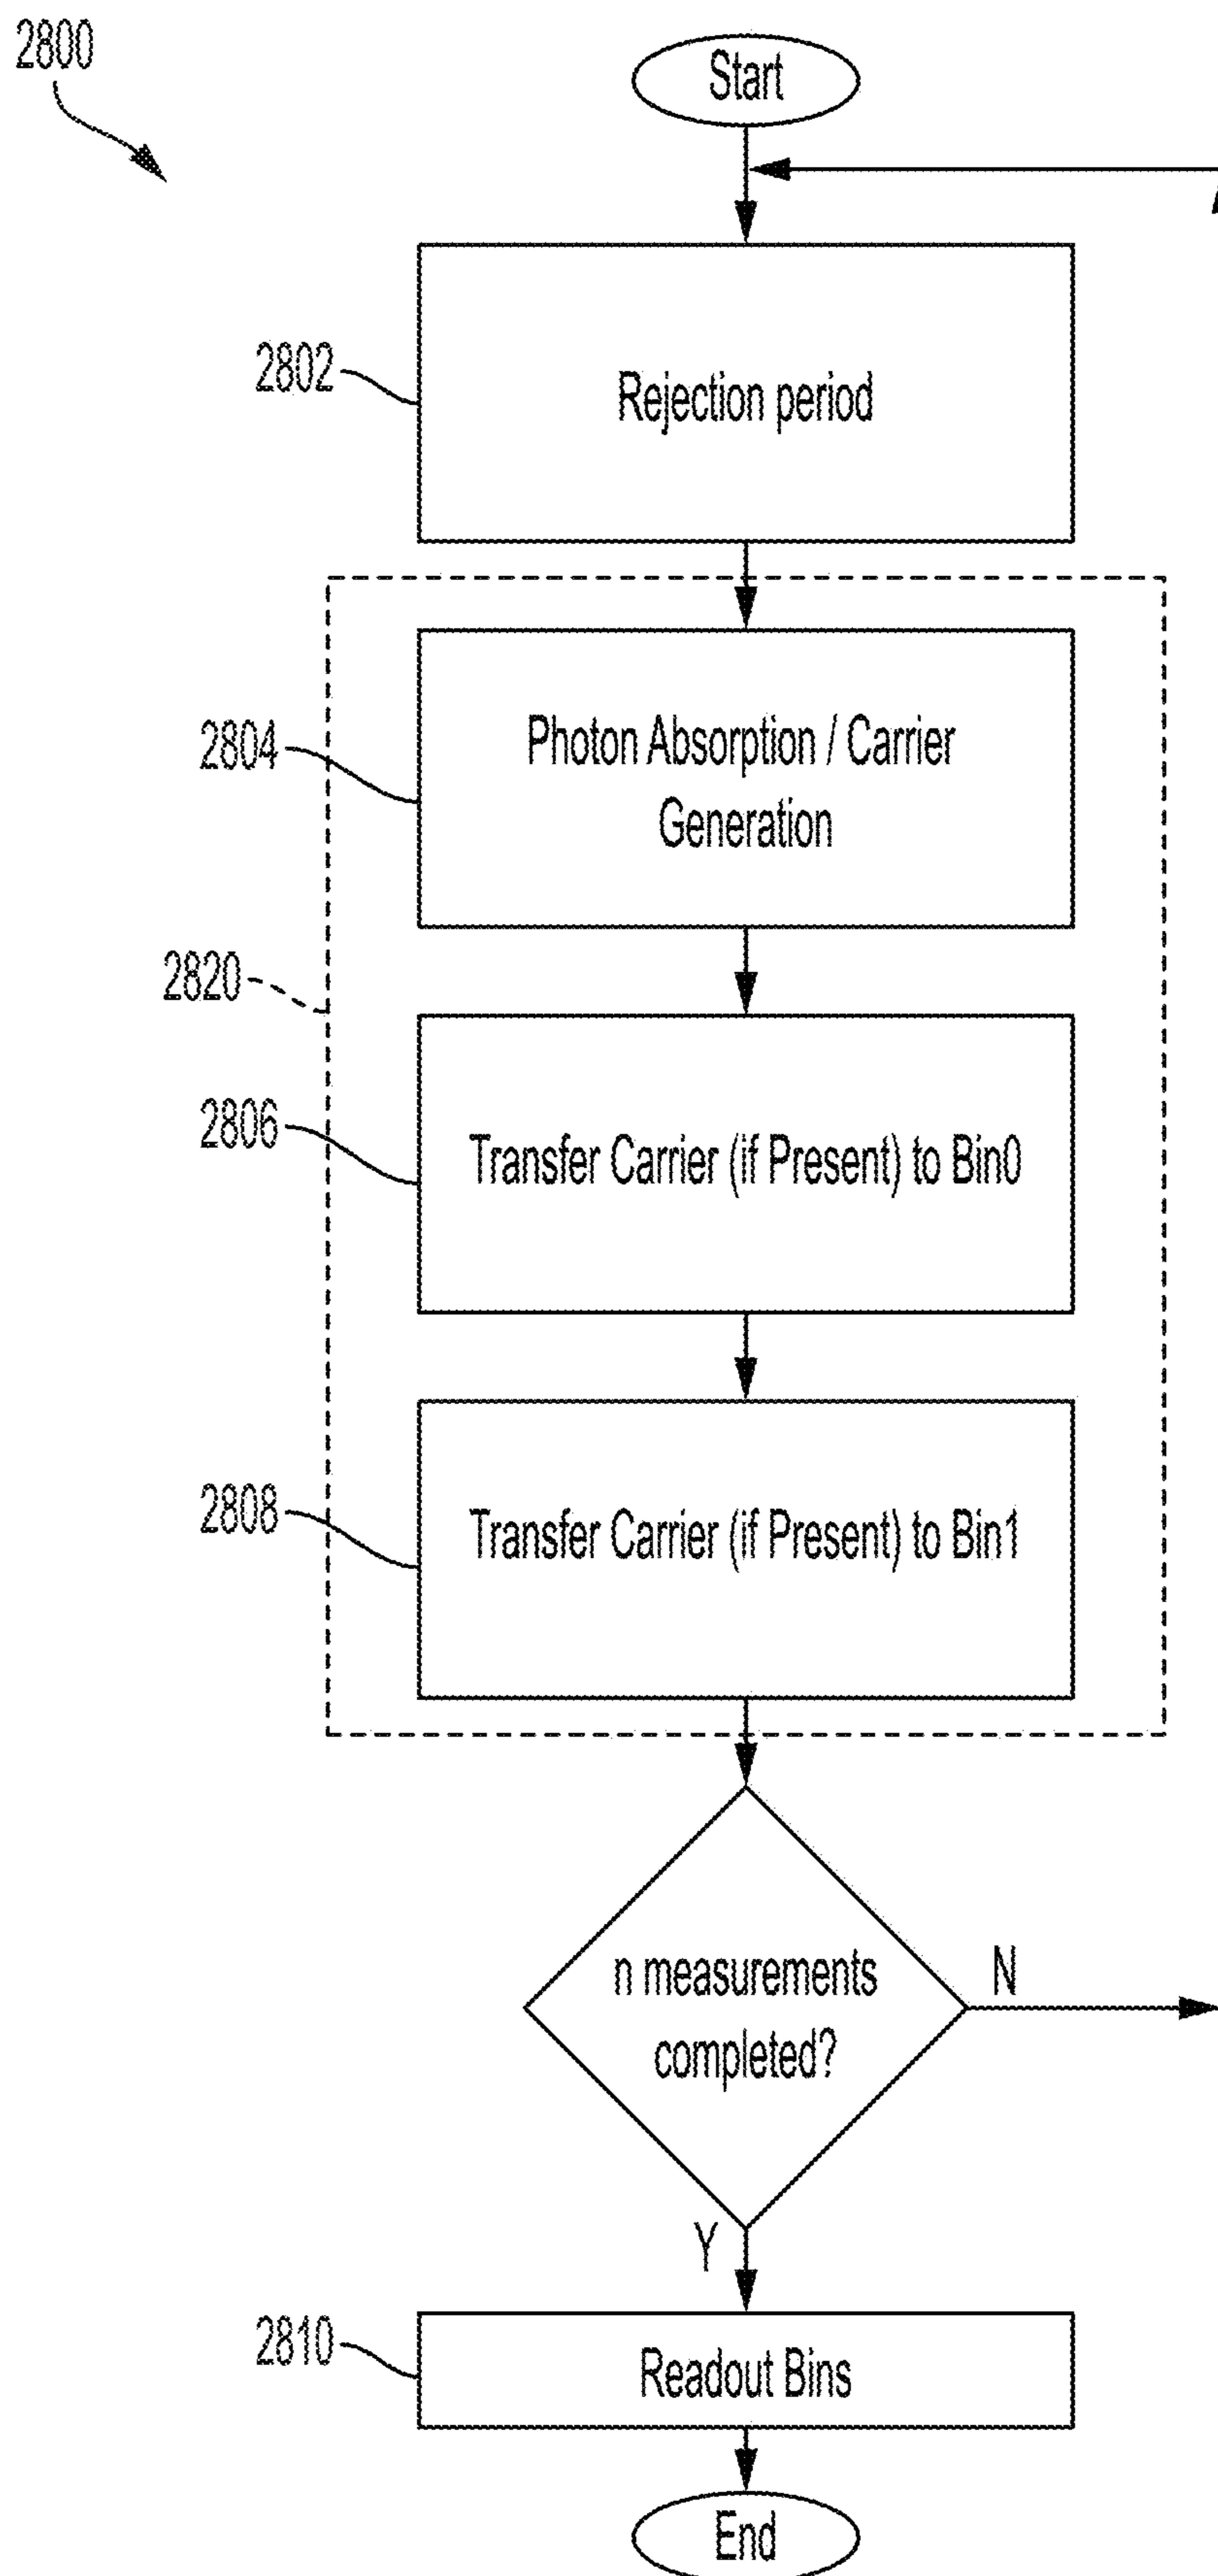 2800
Start
2802
Rejection period
2804
Photon Absorption / Carrier
Generation
2820
2806
Transfer Carrier (if Present) to Bin0
2808
Transfer Carrier (if Present) to Bin1
n measurements
completed?
N
Y
2810
Readout Bins
End